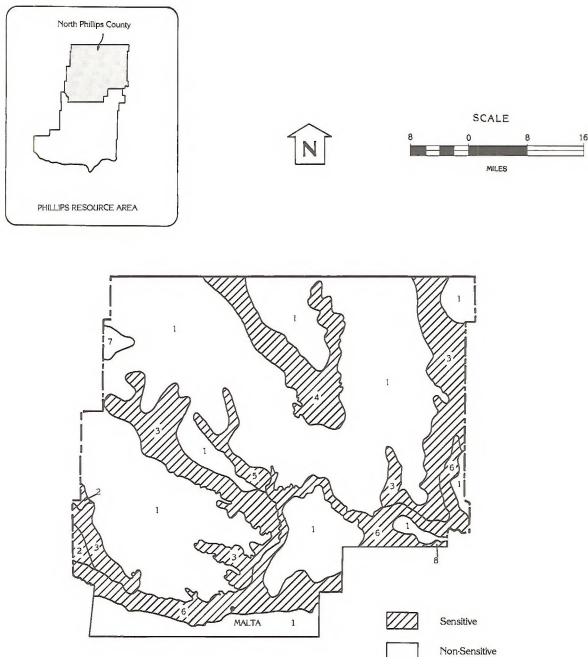 North Phillips County
PHILLIPS RESOURCE AREA
N
SCALE
8 0 8 16
MILES
1
1
1
7
3
4
1
3
1
5
6
3
1
2
1
1
6
1
2
3
3
8
6
MALTA
1
Sensitive
Non-Sensitive